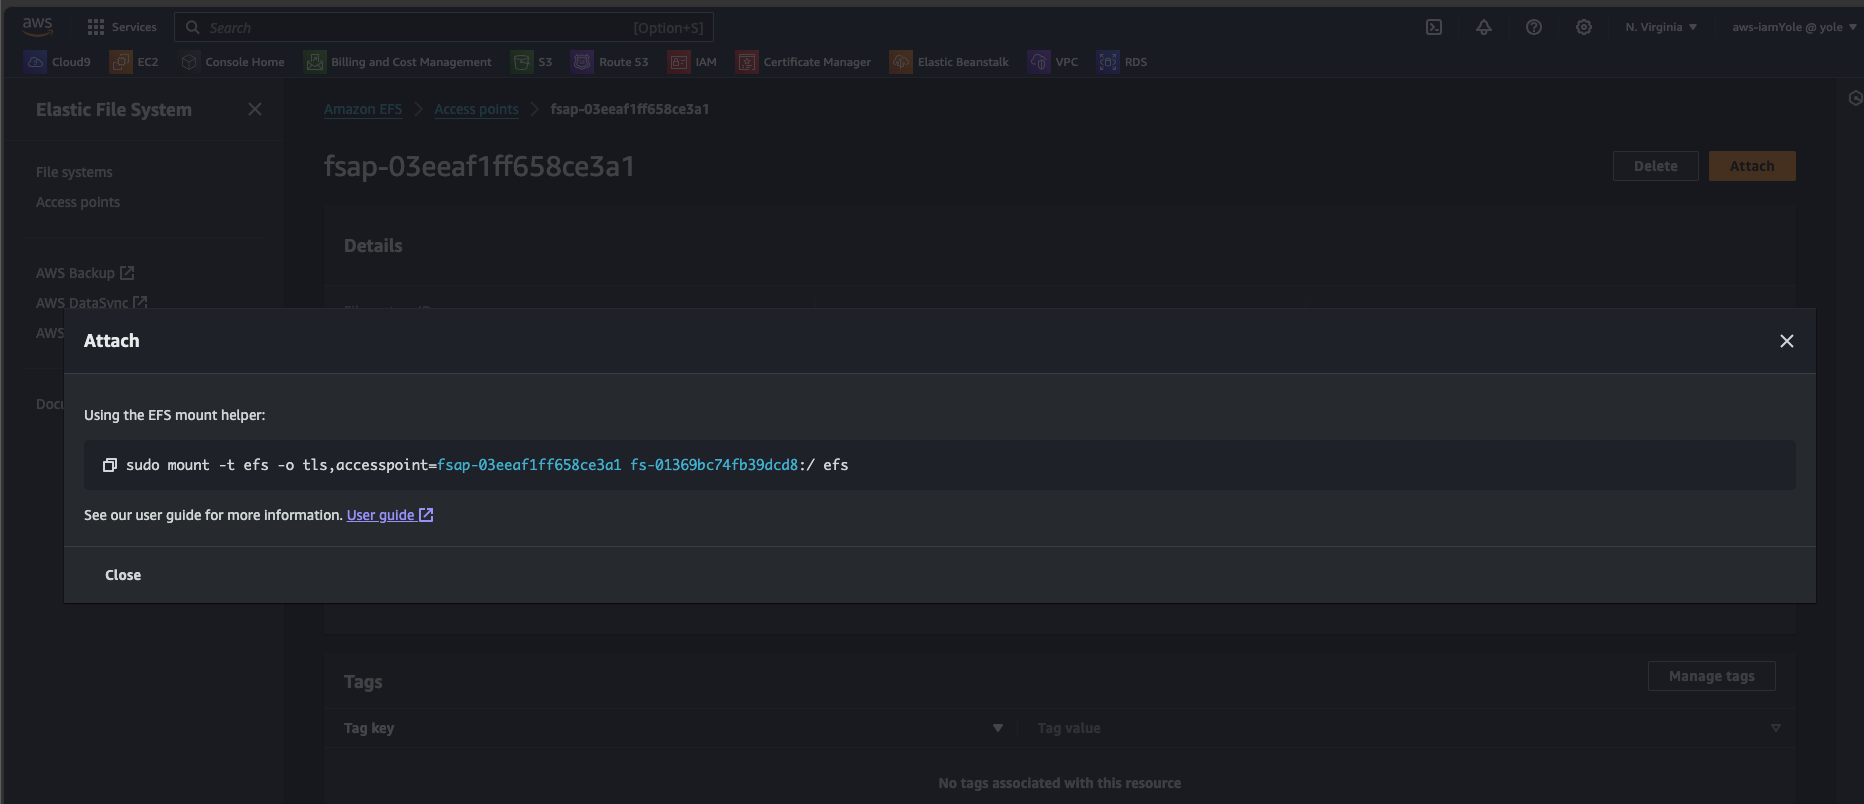 aws Services Search [Option+S] N. Virginia ▼ aws-iamYole @ yole ▼
Cloud9 EC2 Console Home Billing and Cost Management S3 Route 53 IAM Certificate Manager Elastic Beanstalk VPC RDS
Elastic File System
Amazon EFS > Access points > fsap-03eeaf1ff658ce3a1
fsap-03eeaf1ff658ce3a1
Delete Attach
File systems
Access points
Details
AWS Backup
AWS DataSync
AWS
Attach
Using the EFS mount helper:
sudo mount -t efs -o tls,accesspoint=fsap-03eeaf1ff658ce3a1 fs-01369bc74fb39dcd8:/ efs
See our user guide for more information. User guide
Close
Tags
Manage tags
Tag key Tag value
No tags associated with this resource